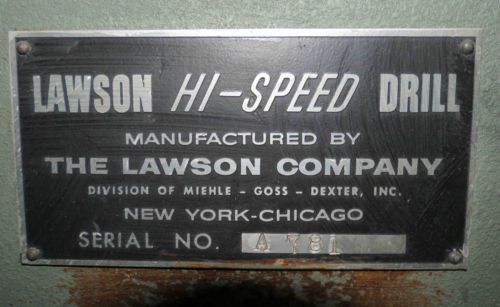 LAWSON HI-SPEED DRILL
MANUFACTURED BY
THE LAWSON COMPANY
DIVISION OF MIEHLE - GOSS - DEXTER, INC.
NEW YORK-CHICAGO
SERIAL NO. A 781